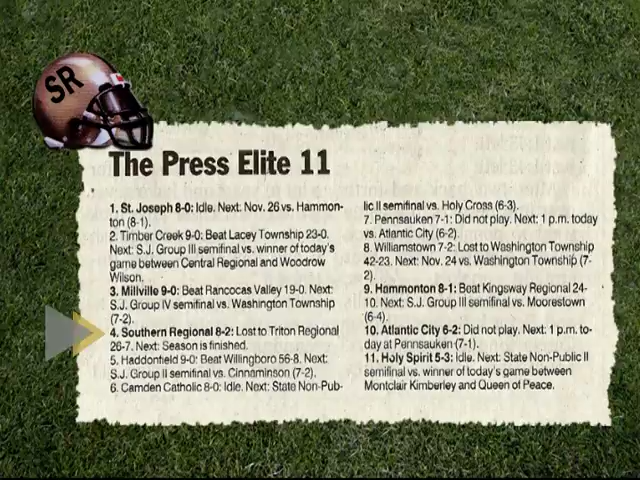 SR
The Press Elite 11
1. St. Joseph 8-0: Idle. Next: Nov. 26 vs. Hammon-
ton (8-1).
2. Timber Creek 9-0: Beat Lacey Township 23-0.
Next: S.J. Group III semifinal vs. winner of today's
game between Central Regional and Woodrow
Wilson.
3. Millville 9-0: Beat Rancocas Valley 19-0. Next:
S.J. Group IV semifinal vs. Washington Township
(7-2).
4. Southern Regional 8-2: Lost to Triton Regional
26-7. Next: Season is finished.
5. Haddonfield 9-0: Beat Willingboro 56-8. Next:
S.J. Group II semifinal vs. Cinnaminson (7-2).
6. Camden Catholic 8-0: Idle. Next: State Non-Pub-
lic II semifinal vs. Holy Cross (6-3).
7. Pennsauken 7-1: Did not play. Next: 1 p.m. today
vs. Atlantic City (6-2).
8. Williamstown 7-2: Lost to Washington Township
42-23. Next: Nov. 24 vs. Washington Township (7-
2).
9. Hammonton 8-1: Beat Kingsway Regional 24-
10. Next: S.J. Group III semifinal vs. Moorestown
(6-4).
10. Atlantic City 6-2: Did not play. Next: 1 p.m. to-
day at Pennsauken (7-1).
11. Holy Spirit 5-3: Idle. Next: State Non-Public II
semifinal vs. winner of today's game between
Montclair Kimberley and Queen of Peace.